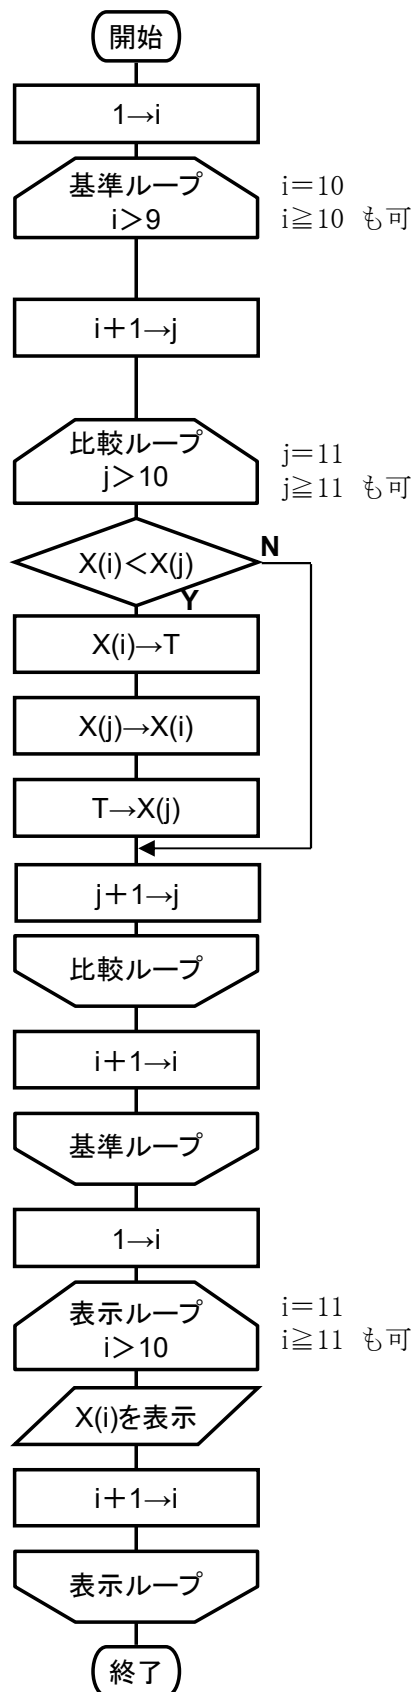 開始
1→i
基準ループ
i＞9
i=10
i≧10 も可
i＋1→j
比較ループ
j＞10
j=11
j≧11 も可
X(i)＜X(j)
N
Y
X(i)→T
X(j)→X(i)
T→X(j)
j＋1→j
比較ループ
i＋1→i
基準ループ
1→i
表示ループ
i＞10
i=11
i≧11 も可
X(i)を表示
i＋1→i
表示ループ
終了